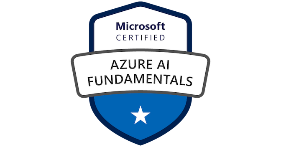 Microsoft
CERTIFIED
AZURE AI
FUNDAMENTALS